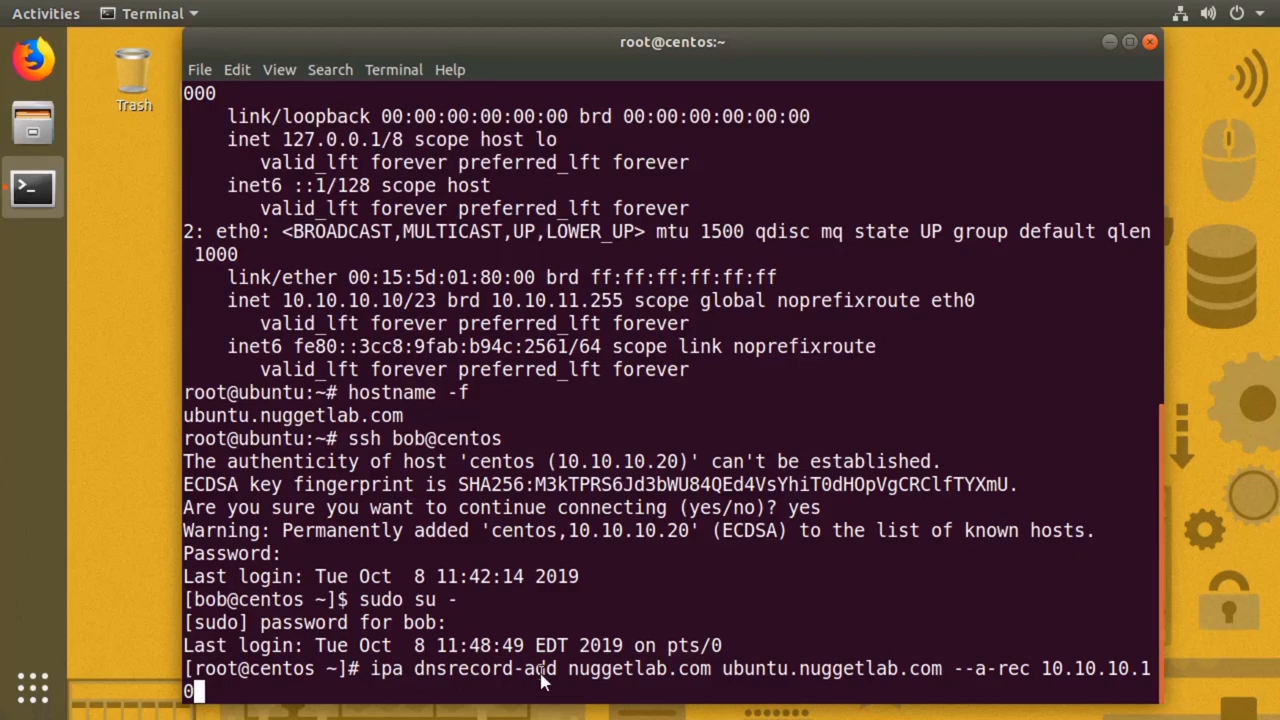 Activities Terminal
root@centos:~
File Edit View Search Terminal Help
Trash
000
link/loopback 00:00:00:00:00:00 brd 00:00:00:00:00:00
inet 127.0.0.1/8 scope host lo
valid_lft forever preferred_lft forever
inet6 ::1/128 scope host
valid_lft forever preferred_lft forever
2: eth0: <BROADCAST,MULTICAST,UP,LOWER_UP> mtu 1500 qdisc mq state UP group default qlen
1000
link/ether 00:15:5d:01:80:00 brd ff:ff:ff:ff:ff:ff
inet 10.10.10.10/23 brd 10.10.11.255 scope global noprefixroute eth0
valid_lft forever preferred_lft forever
inet6 fe80::3cc8:9fab:b94c:2561/64 scope link noprefixroute
valid_lft forever preferred_lft forever
root@ubuntu:~# hostname -f
ubuntu.nuggetlab.com
root@ubuntu:~# ssh bob@centos
The authenticity of host 'centos (10.10.10.20)' can't be established.
ECDSA key fingerprint is SHA256:M3kTPRS6Jd3bWU84QEd4VsYhiT0dHOpVgCRClfTYXmU.
Are you sure you want to continue connecting (yes/no)? yes
Warning: Permanently added 'centos,10.10.10.20' (ECDSA) to the list of known hosts.
Password:
Last login: Tue Oct  8 11:42:14 2019
[bob@centos ~]$ sudo su -
[sudo] password for bob:
Last login: Tue Oct  8 11:48:49 EDT 2019 on pts/0
[root@centos ~]# ipa dnsrecord-add nuggetlab.com ubuntu.nuggetlab.com --a-rec 10.10.10.1
0